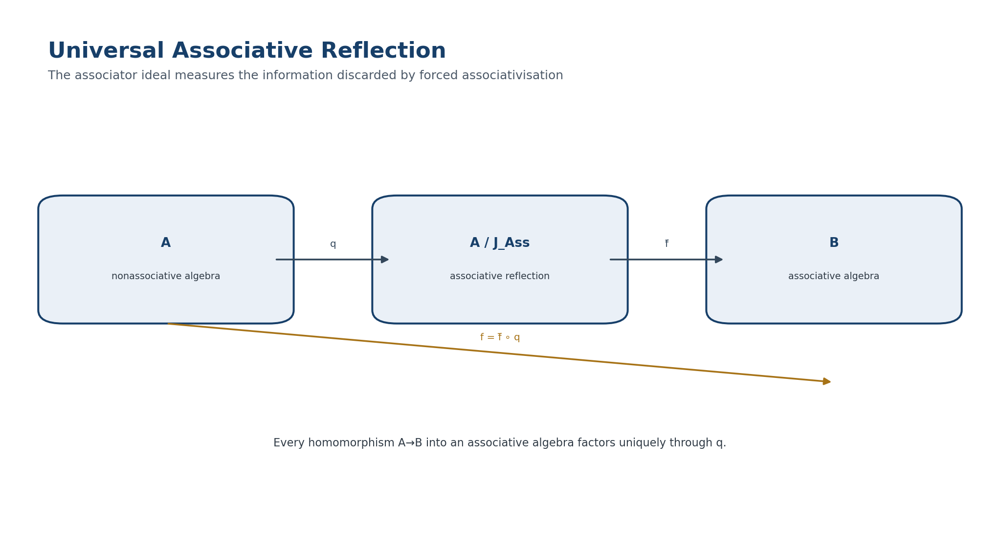 Universal Associative Reflection
The associator ideal measures the information discarded by forced associativisation
A
nonassociative algebra
q
A / J_Ass
associative reflection
f̄
B
associative algebra
f = f̄ ∘ q
Every homomorphism A→B into an associative algebra factors uniquely through q.